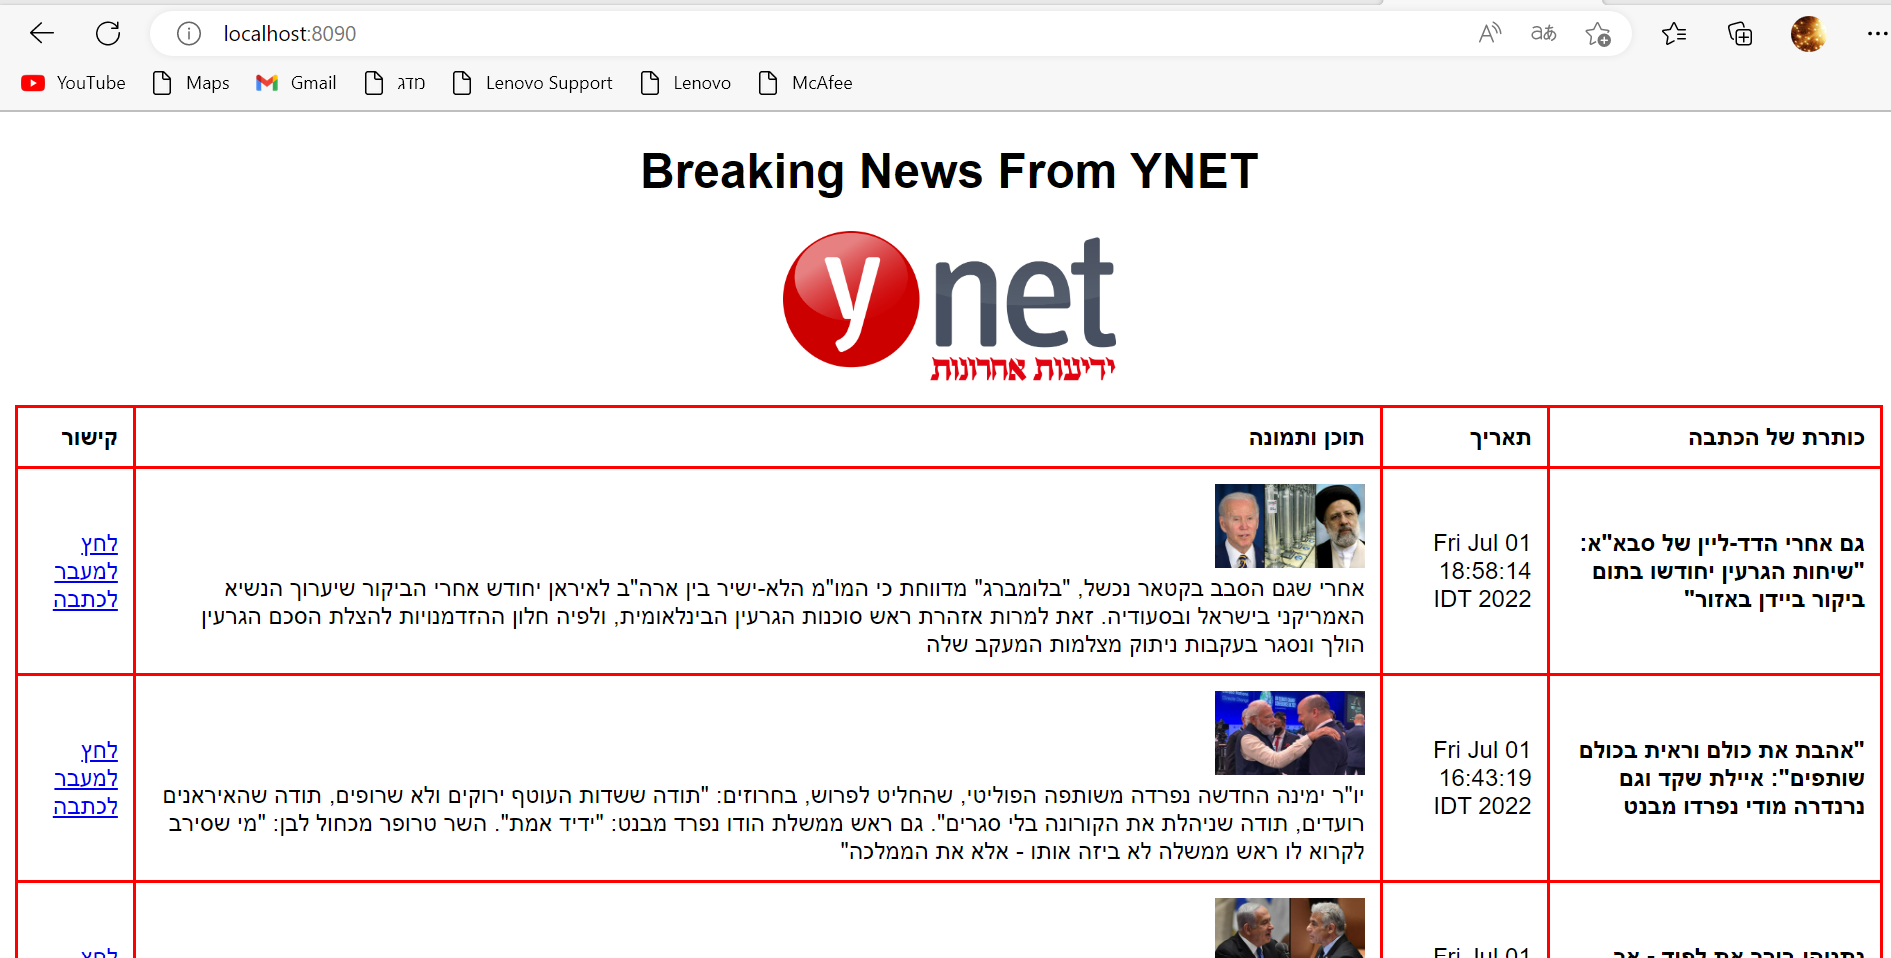 localhost:8090
YouTube Maps Gmail מדג Lenovo Support Lenovo McAfee
Breaking News From YNET
ynet
ידיעות אחרונות
כותרת של הכתבה תאריך תוכן ותמונה קישור
גם אחרי הדד-ליין של סבא"א:
"שיחות הגרעין יחודשו בתום
ביקור ביידן באזור"
Fri Jul 01
18:58:14
IDT 2022
אחרי שגם הסבב בקטאר נכשל, "בלומברג" מדווחת כי המו"מ הלא-ישיר בין ארה"ב לאיראן יחודש אחרי הביקור שיערוך הנשיא
האמריקני בישראל ובסעודיה. זאת למרות אזהרת ראש סוכנות הגרעין הבינלאומית, ולפיה חלון ההזדמנויות להצלת הסכם הגרעין
הולך ונסגר בעקבות ניתוק מצלמות המעקב שלה
לחץ
למעבר
לכתבה
"אהבת את כולם וראית בכולם
שותפים": איילת שקד וגם
נרנדרה מודי נפרדו מבנט
Fri Jul 01
16:43:19
IDT 2022
יו"ר ימינה החדשה נפרדה משותפה הפוליטי, שהחליט לפרוש, בחרוזים: "תודה ששדות העוטף ירוקים ולא שרופים, תודה שהאיראנים
רועדים, תודה שניהלת את הקורונה בלי סגרים". גם ראש ממשלת הודו נפרד מבנט: "ידיד אמת". השר טרופר מכחול לבן: "מי שסירב
לקרוא לו ראש ממשלה לא ביזה אותו - אלא את הממלכה"
לחץ
למעבר
לכתבה
נתניהו בירך את לפיד - אך
Fri Jul 01
לחץ